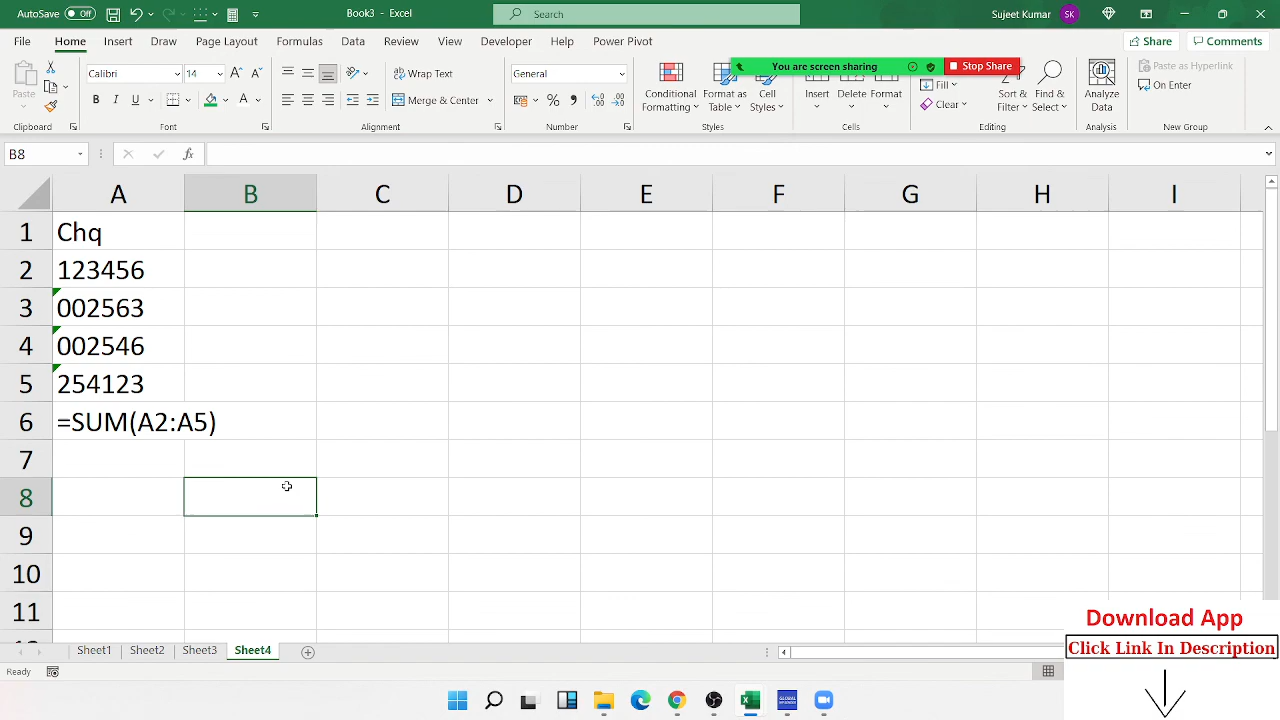 AutoSave Off
Book3 - Excel
Search
Sujeet Kumar SK
File Home Insert Draw Page Layout Formulas Data Review View Developer Help Power Pivot
Share Comments
You are screen sharing Stop Share
Paste
Calibri 14
B I U
A A
Wrap Text
Merge & Center
General
Conditional Formatting
Format as Table
Cell Styles
Insert Delete Format
Fill
Clear
Sort & Filter
Find & Select
Analyze Data
Paste as Hyperlink
On Enter
Clipboard Font Alignment Number Styles Cells Editing Analysis New Group
B8 fx
A B C D E F G H I
1 Chq
2 123456
3 002563
4 002546
5 254123
6 =SUM(A2:A5)
7
8
9
10
11
Sheet1 Sheet2 Sheet3 Sheet4
Ready
Download App
Click Link In Description